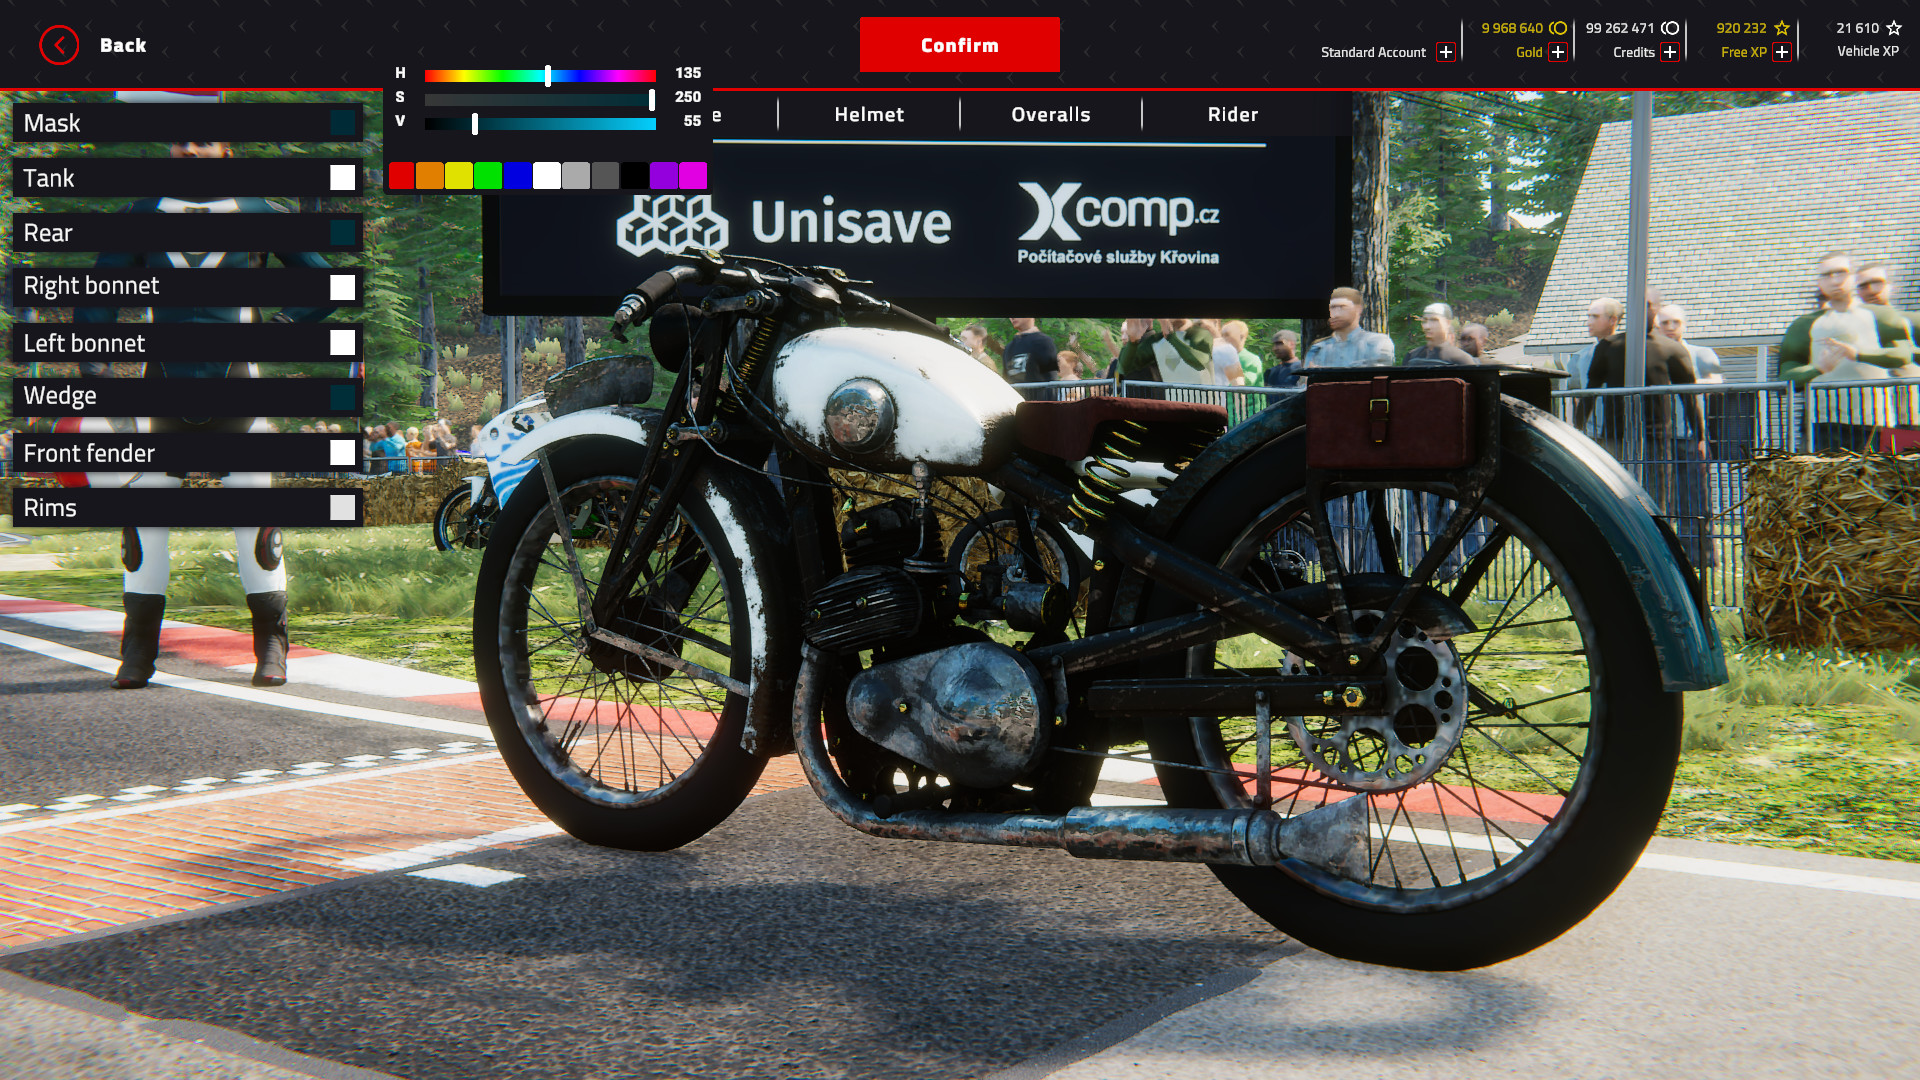 Back
Confirm
9 968 640
99 262 471
920 232
21 610
Standard Account
Gold
Credits
Free XP
Vehicle XP
H 135
S 250
V 55
e
Helmet
Overalls
Rider
Mask
Tank
Rear
Right bonnet
Left bonnet
Wedge
Front fender
Rims
Unisave
Xcomp.cz
Počítačové služby Křovina